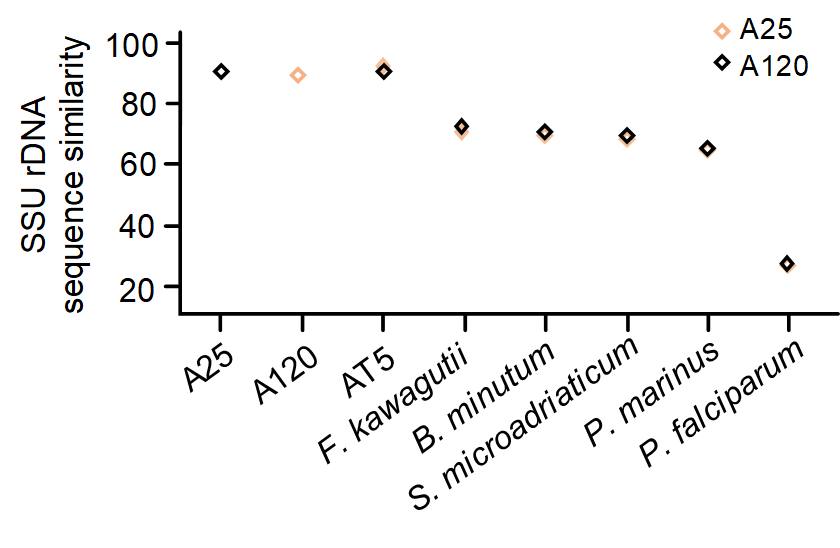 A25
A120
SSU rDNA
sequence similarity
100
80
60
40
20
A25
A120
AT5
F. kawagutii
B. minutum
S. microadriaticum
P. marinus
P. falciparum